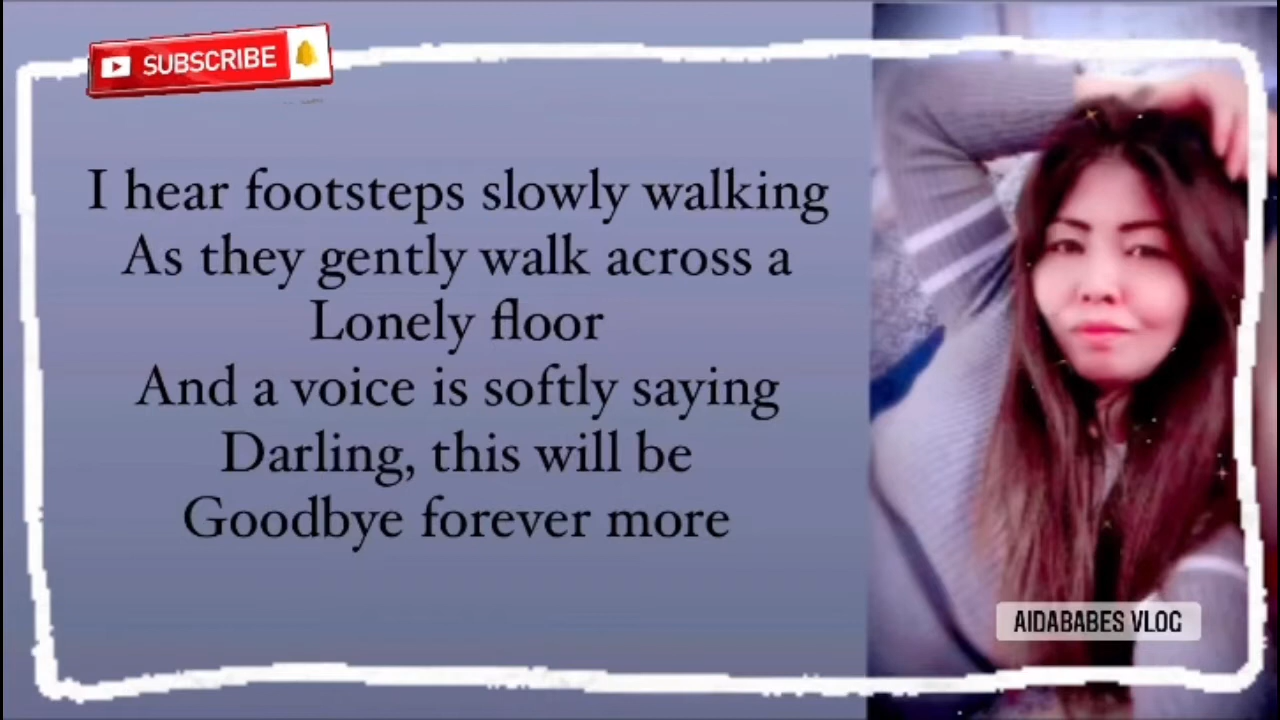 SUBSCRIBE
I hear footsteps slowly walking
As they gently walk across a
Lonely floor
And a voice is softly saying
Darling, this will be
Goodbye forever more
AIDABABES VLOG